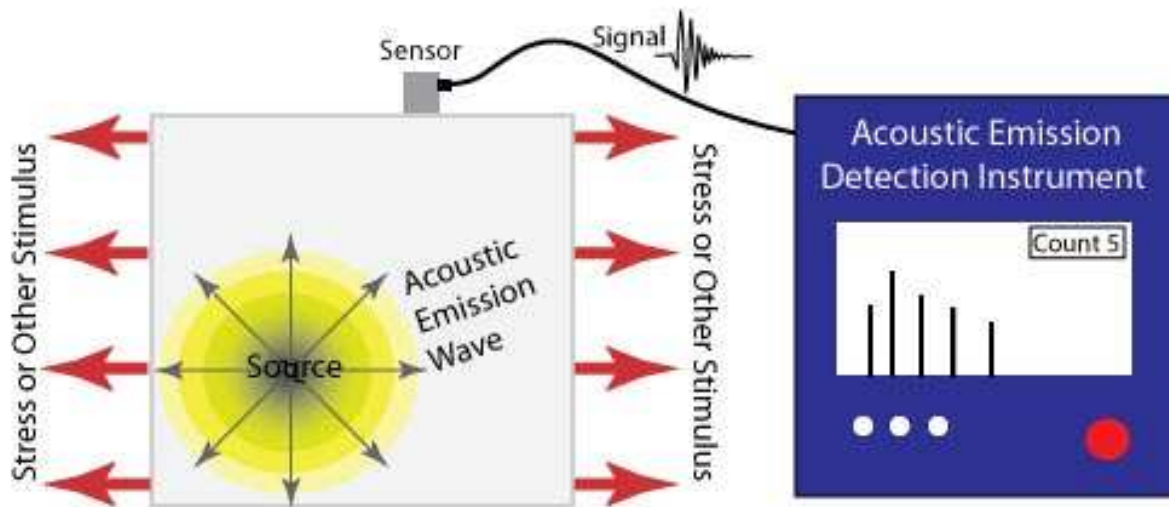 Sensor
Signal
Stress or Other Stimulus
Source
Acoustic
Emission
Wave
Stress or Other Stimulus
Acoustic Emission
Detection Instrument
Count 5